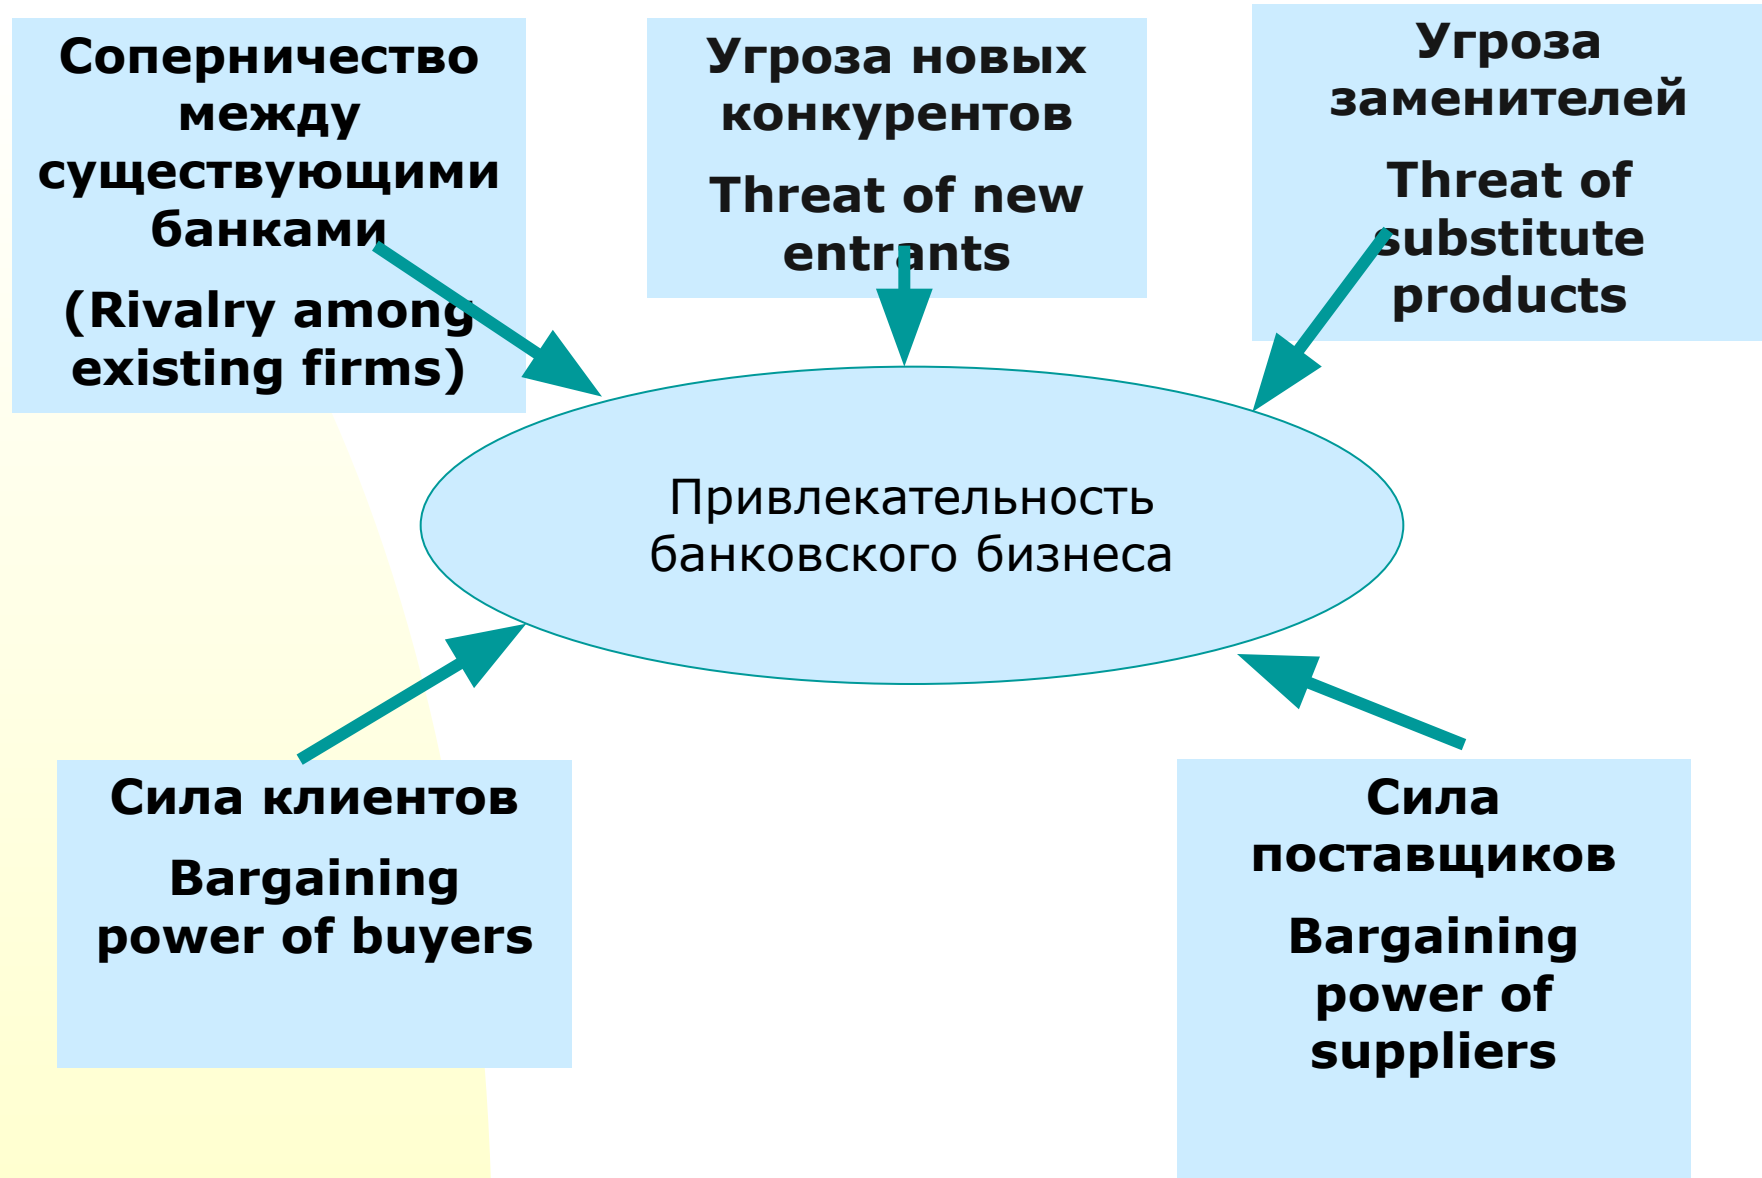 Соперничество
между
существующими
банками
(Rivalry among
existing firms)
Угроза новых
конкурентов
Threat of new
entrants
Угроза
заменителей
Threat of
substitute
products
Привлекательность
банковского бизнеса
Сила клиентов
Bargaining
power of buyers
Сила
поставщиков
Bargaining
power of
suppliers